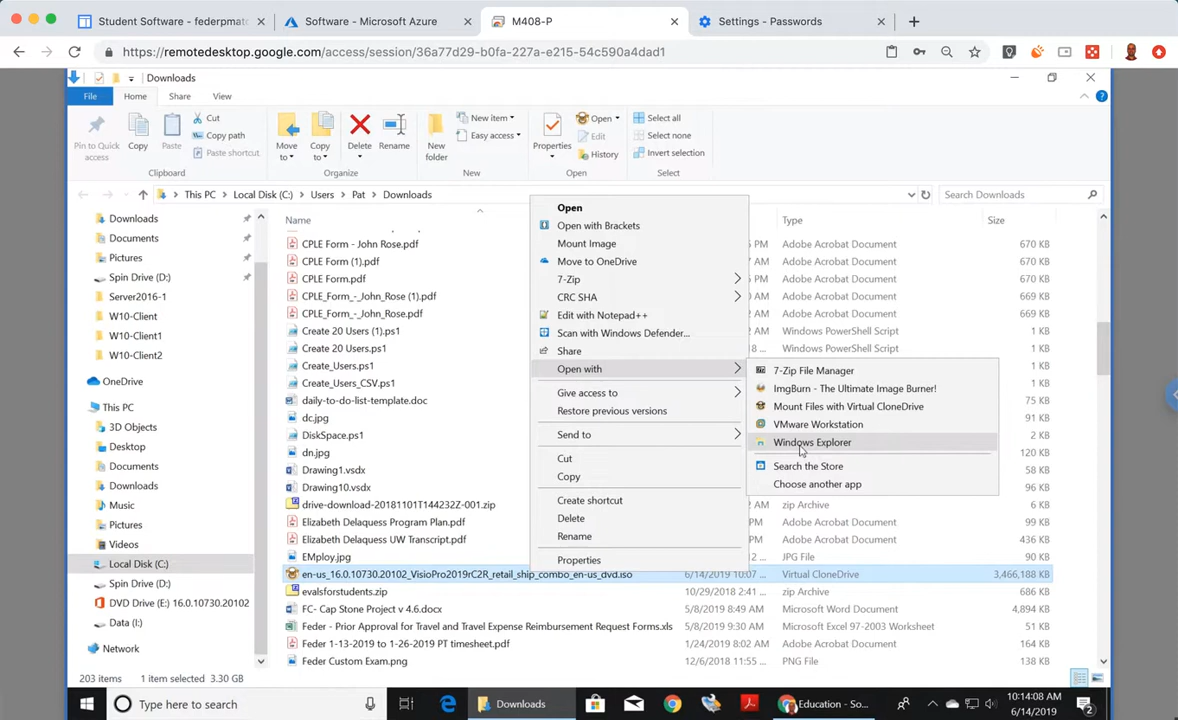 Student Software - federpmat
Software - Microsoft Azure
M408-P
Settings - Passwords
https://remotedesktop.google.com/access/session/36a77d29-b0fa-227a-e215-54c590a4dad1
Downloads
File
Home
Share
View
Pin to Quick access
Copy
Paste
Cut
Copy path
Paste shortcut
Clipboard
Move to
Copy to
Delete
Rename
Organize
New folder
New item
Easy access
New
Properties
Open
Edit
History
Open
Select all
Select none
Invert selection
Select
This PC > Local Disk (C:) > Users > Pat > Downloads
Search Downloads
Downloads
Documents
Pictures
Spin Drive (D:)
Server2016-1
W10-Client
W10-Client1
W10-Client2
OneDrive
This PC
3D Objects
Desktop
Documents
Downloads
Music
Pictures
Videos
Local Disk (C:)
Spin Drive (D:)
DVD Drive (E:) 16.0.10730.20102
Data (I:)
Network
Name
Type
Size
CPLE Form - John Rose.pdf PM Adobe Acrobat Document 670 KB
CPLE Form (1).pdf Adobe Acrobat Document 670 KB
CPLE Form.pdf Adobe Acrobat Document 670 KB
CPLE_Form_-_John_Rose (1).pdf Adobe Acrobat Document 669 KB
CPLE_Form_-_John_Rose.pdf Adobe Acrobat Document 669 KB
Create 20 Users (1).ps1 Windows PowerShell Script 1 KB
Create 20 Users.ps1 Windows PowerShell Script 1 KB
Create_Users.ps1 1 KB
Create_Users_CSV.ps1 1 KB
daily-to-do-list-template.doc 75 KB
dc.jpg 91 KB
DiskSpace.ps1 2 KB
dn.jpg 120 KB
Drawing1.vsdx 58 KB
Drawing10.vsdx 96 KB
drive-download-20181101T144232Z-001.zip AM zip Archive 6 KB
Elizabeth Delaquess Program Plan.pdf PM Adobe Acrobat Document 99 KB
Elizabeth Delaquess UW Transcript.pdf PM Adobe Acrobat Document 40 KB
EMploy.jpg JPG File 60 KB
en-us_16.0.10730.20102_VisioPro2019rC2R_retail_ship_combo_en-us_dvd.iso 6/14/2019 10:07 ... Virtual CloneDrive 3,466,188 KB
evalsforstudents.zip 10/29/2018 2:41 ... zip Archive 686 KB
FC- Cap Stone Project v 4.6.docx 5/8/2019 8:49 AM Microsoft Word Document 4,894 KB
Feder - Prior Approval for Travel and Travel Expense Reimbursement Request Forms.xls 5/8/2019 9:30 AM Microsoft Excel 97-2003 Worksheet 51 KB
Feder 1-13-2019 to 1-26-2019 PT timesheet.pdf 1/24/2019 8:02 AM Adobe Acrobat Document 164 KB
Feder Custom Exam.png 12/6/2018 11:55 ... PNG File 138 KB
Open
Open with Brackets
Mount Image
Move to OneDrive
7-Zip
CRC SHA
Edit with Notepad++
Scan with Windows Defender...
Share
Open with
Give access to
Restore previous versions
Send to
Cut
Copy
Create shortcut
Delete
Rename
Properties
7-Zip File Manager
ImgBurn - The Ultimate Image Burner!
Mount Files with Virtual CloneDrive
VMware Workstation
Windows Explorer
Search the Store
Choose another app
203 items 1 item selected 3.30 GB
Type here to search
Downloads
Education - So...
10:14:08 AM
6/14/2019
2